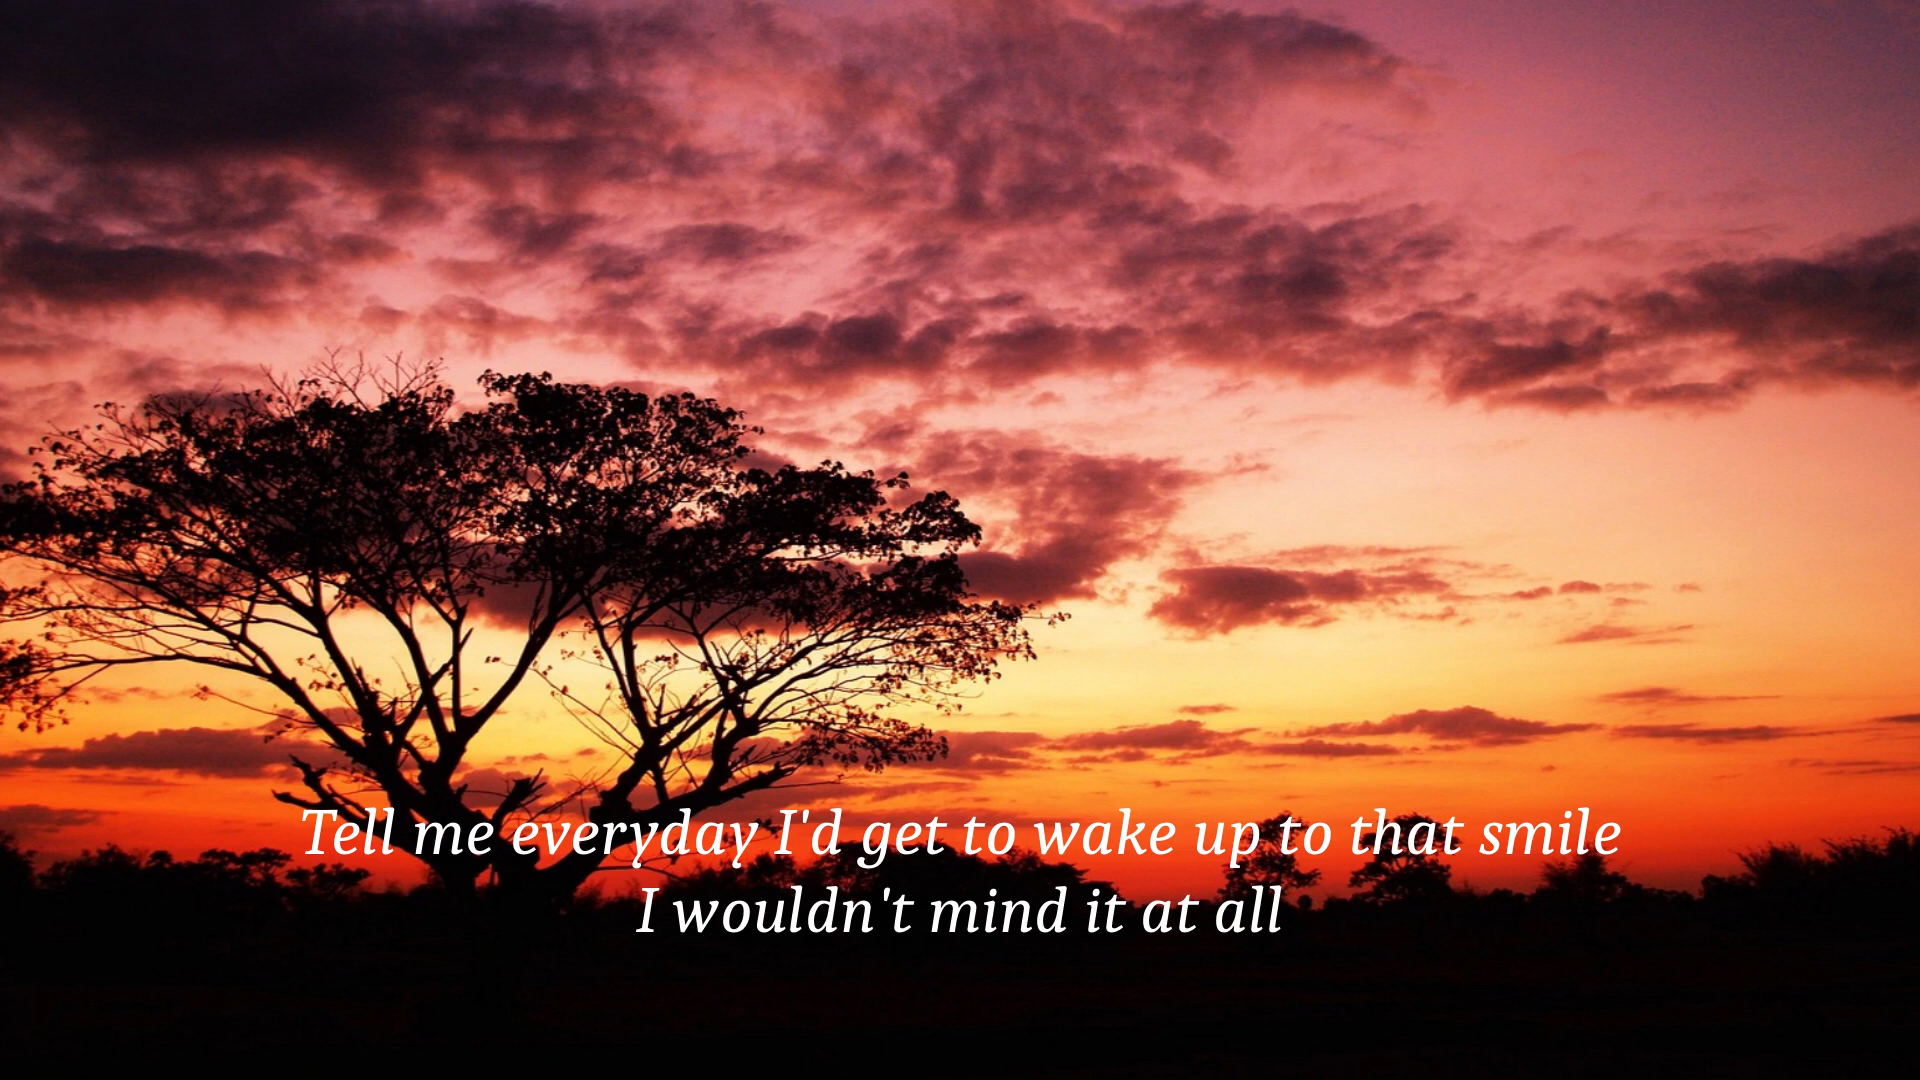 Tell me everyday I'd get to wake up to that smile
I wouldn't mind it at all